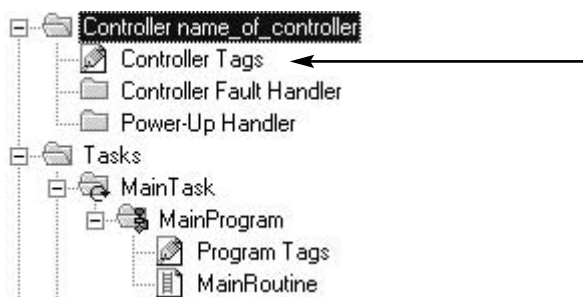 Controller name_of_controller
Controller Tags
Controller Fault Handler
Power-Up Handler
Tasks
MainTask
MainProgram
Program Tags
MainRoutine